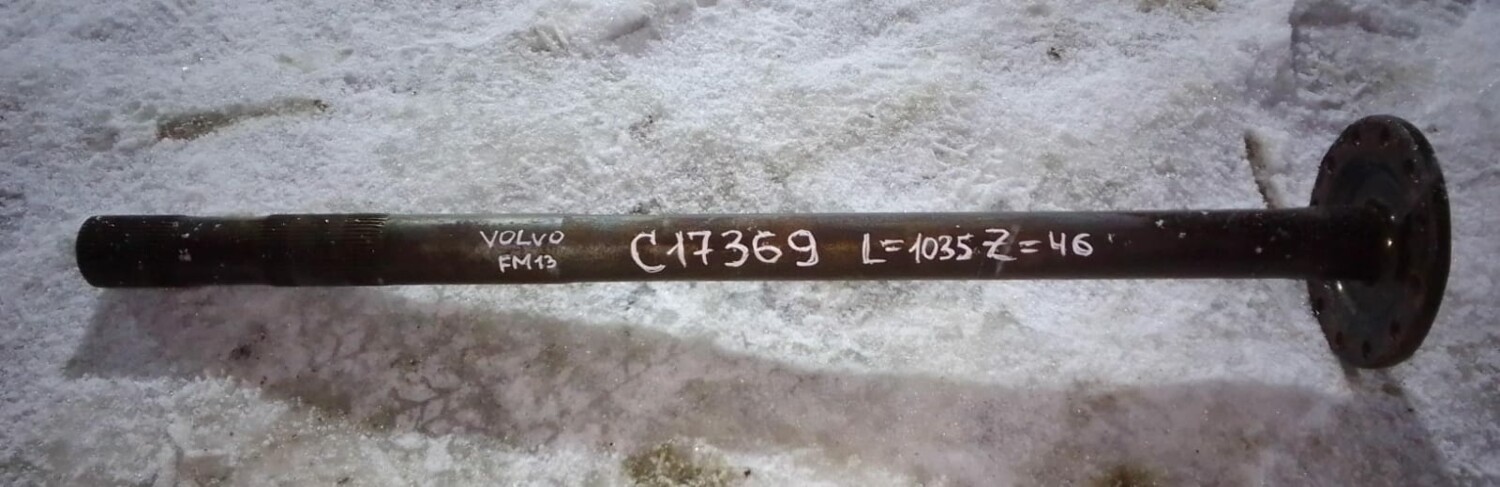 VOLVO
FM13
C17369
L=1035 Z=46